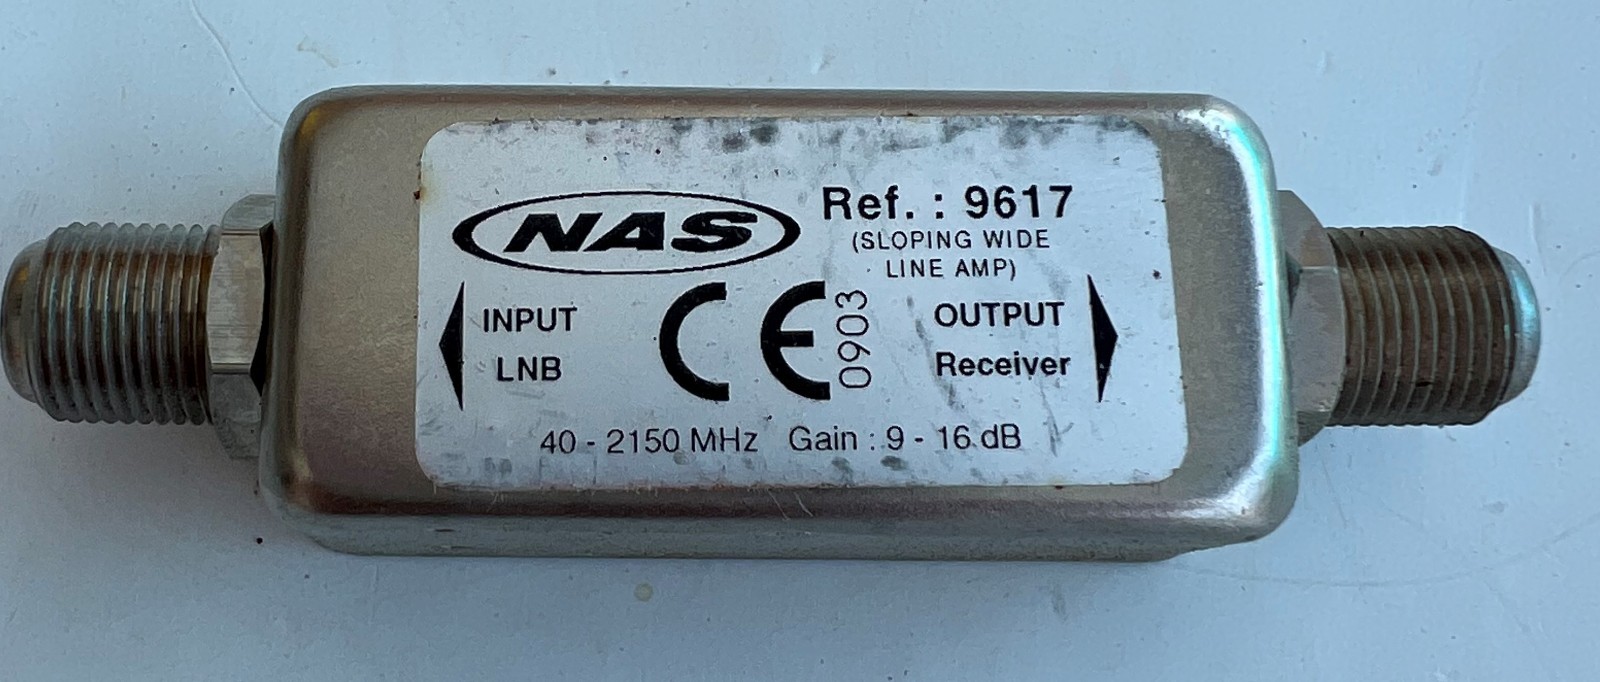 NAS
Ref. : 9617
(SLOPING WIDE
LINE AMP)
INPUT
LNB
CE
0903
OUTPUT
Receiver
40 - 2150 MHz Gain : 9 - 16 dB